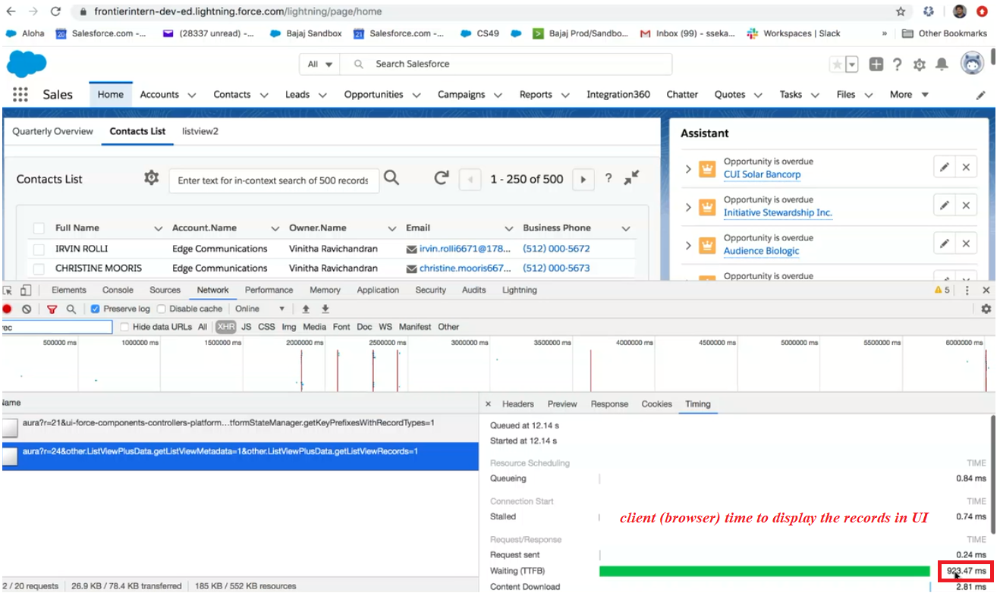 frontierintern-dev-ed.lightning.force.com/lightning/page/home
Aloha 20 Salesforce.com -... (28337 unread) -... Bajaj Sandbox 21 Salesforce.com -... CS49 Bajaj Prod/Sandbo... Inbox (99) - sseka... Workspaces | Slack » Other Bookmarks
All Search Salesforce
Sales Home Accounts Contacts Leads Opportunities Campaigns Reports Integration360 Chatter Quotes Tasks Files More
Quarterly Overview Contacts List listview2
Contacts List Enter text for in-context search of 500 records 1 - 250 of 500 ?
Full Name Account.Name Owner.Name Email Business Phone
IRVIN ROLLI Edge Communications Vinitha Ravichandran irvin.rolli6671@178... (512) 000-5672
CHRISTINE MOORIS Edge Communications Vinitha Ravichandran christine.mooris667... (512) 000-5673
Assistant
Opportunity is overdue
CUI Solar Bancorp
Opportunity is overdue
Initiative Stewardship Inc.
Opportunity is overdue
Audience Biologic
Opportunity is overdue
Elements Console Sources Network Performance Memory Application Security Audits Lightning 5
Preserve log Disable cache Online
rec Hide data URLs All XHR JS CSS Img Media Font Doc WS Manifest Other
500000 ms 1000000 ms 1500000 ms 2000000 ms 2500000 ms 3000000 ms 3500000 ms 4000000 ms 4500000 ms 5000000 ms 5500000 ms 6000000 ms
Name
aura?r=21&ui-force-components-controllers-platform…tformStateManager.getKeyPrefixesWithRecordTypes=1
aura?r=24&other.ListViewPlusData.getListViewMetadata=1&other.ListViewPlusData.getListViewRecords=1
2 / 20 requests 26.9 KB / 78.4 KB transferred 185 KB / 552 KB resources
× Headers Preview Response Cookies Timing
Queued at 12.14 s
Started at 12.14 s
Resource Scheduling TIME
Queueing 0.84 ms
Connection Start TIME
Stalled 0.74 ms
client (browser) time to display the records in UI
Request/Response TIME
Request sent 0.24 ms
Waiting (TTFB) 923.47 ms
Content Download 2.81 ms